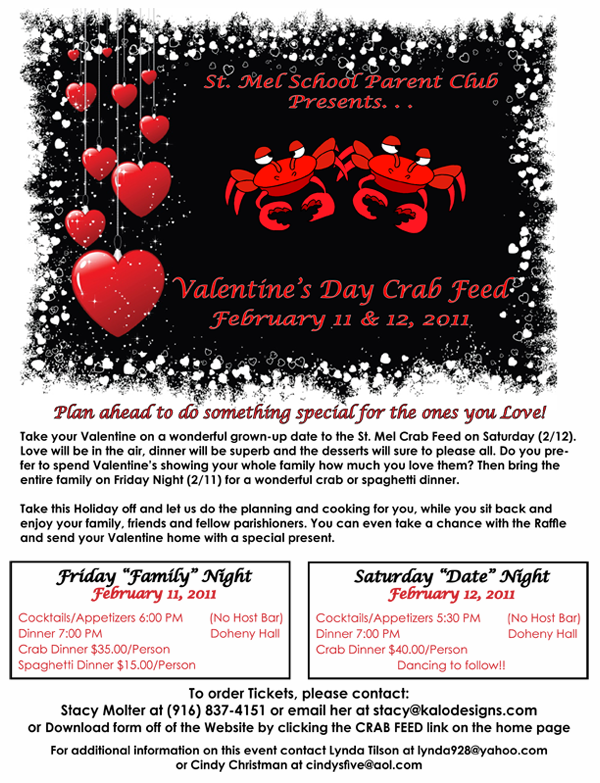 St. Mel School Parent Club
Presents. . .
Valentine's Day Crab Feed
February 11 & 12, 2011
Plan ahead to do something special for the ones you Love!
Take your Valentine on a wonderful grown-up date to the St. Mel Crab Feed on Saturday (2/12).
Love will be in the air, dinner will be superb and the desserts will sure to please all. Do you pre-
fer to spend Valentine's showing your whole family how much you love them? Then bring the
entire family on Friday Night (2/11) for a wonderful crab or spaghetti dinner.
Take this Holiday off and let us do the planning and cooking for you, while you sit back and
enjoy your family, friends and fellow parishioners. You can even take a chance with the Raffle
and send your Valentine home with a special present.
Friday "Family" Night
February 11, 2011
Cocktails/Appetizers 6:00 PM (No Host Bar)
Dinner 7:00 PM Doheny Hall
Crab Dinner $35.00/Person
Spaghetti Dinner $15.00/Person
Saturday "Date" Night
February 12, 2011
Cocktails/Appetizers 5:30 PM (No Host Bar)
Dinner 7:00 PM Doheny Hall
Crab Dinner $40.00/Person
Dancing to follow!!
To order Tickets, please contact:
Stacy Molter at (916) 837-4151 or email her at stacy@kalodesigns.com
or Download form off of the Website by clicking the CRAB FEED link on the home page
For additional information on this event contact Lynda Tilson at lynda928@yahoo.com
or Cindy Christman at cindysfive@aol.com